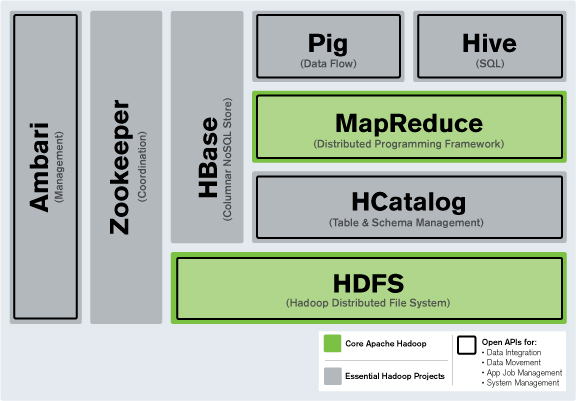 Ambari
(Management)
Zookeeper
(Coordination)
HBase
(Columnar NoSQL Store)
Pig
(Data Flow)
Hive
(SQL)
MapReduce
(Distributed Programming Framework)
HCatalog
(Table & Schema Management)
HDFS
(Hadoop Distributed File System)
Core Apache Hadoop
Essential Hadoop Projects
Open APIs for:
• Data Integration
• Data Movement
• App Job Management
• System Management